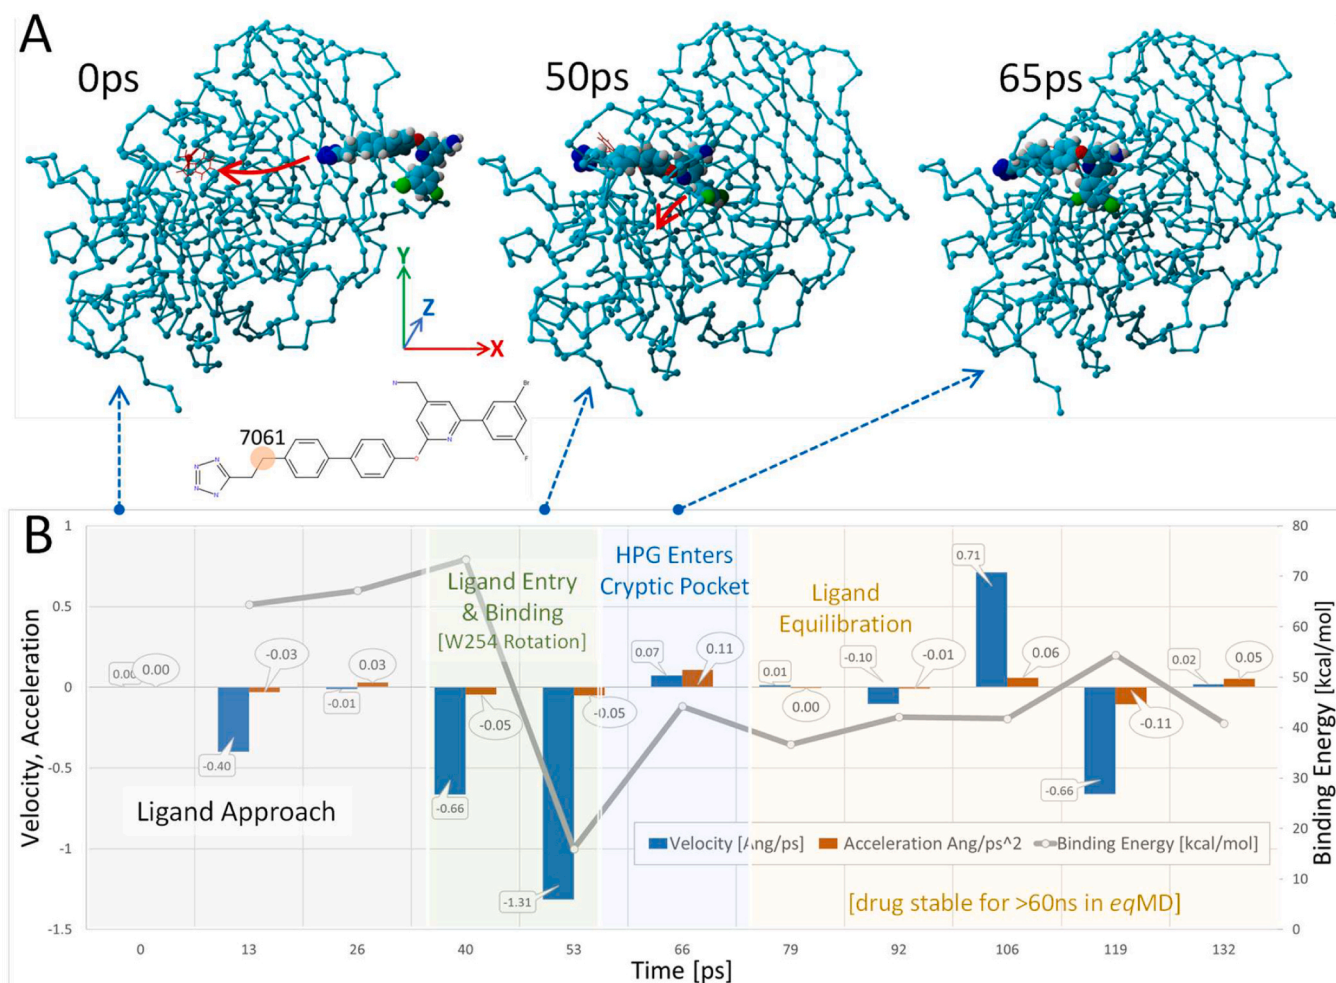 A
0ps
50ps
65ps
Y
Z
X
N
Br
7061
N
N
N
N
N
O
F
B
1
0.5
0
-0.5
-1
-1.5
Velocity, Acceleration
80
70
60
50
40
30
20
10
0
Binding Energy [kcal/mol]
Ligand Approach
Ligand Entry
& Binding
[W254 Rotation]
HPG Enters
Cryptic Pocket
Ligand
Equilibration
0.00
0.00
-0.40
-0.03
-0.01
0.03
-0.66
-0.05
-1.31
-0.05
0.07
0.11
0.01
0.00
-0.10
-0.01
0.71
0.06
-0.66
-0.11
0.02
0.05
Velocity [Ang/ps] Acceleration Ang/ps^2 Binding Energy [kcal/mol]
[drug stable for >60ns in eqMD]
0 13 26 40 53 66 79 92 106 119 132
Time [ps]